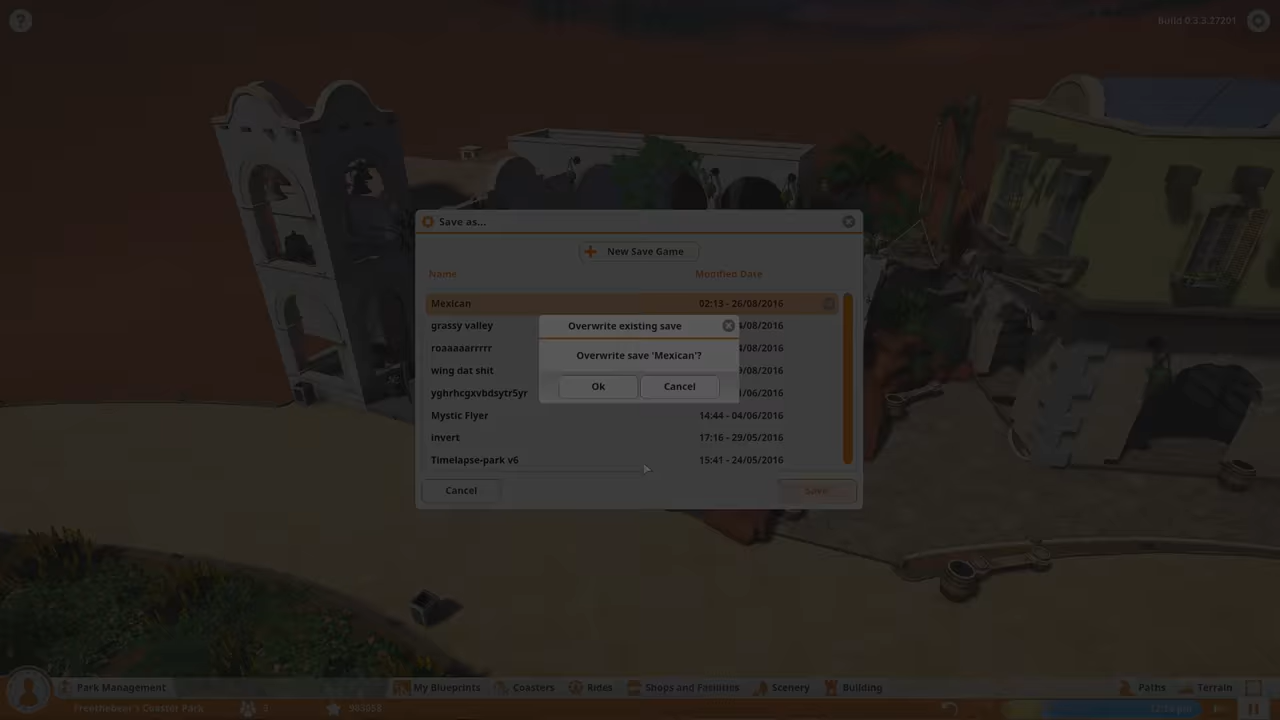 ?
Build 0.3.3.27201
Save as...
New Save Game
Name Modified Date
Mexican 02:13 - 26/08/2016
grassy valley /08/2016
roaaaaarrrrr /08/2016
wing dat shit /08/2016
yghrhcgxvbdsytr5yr /06/2016
Mystic Flyer 14:44 - 04/06/2016
invert 17:16 - 29/05/2016
Timelapse-park v6 15:41 - 24/05/2016
Overwrite existing save
Overwrite save 'Mexican'?
Ok Cancel
Cancel Save
Park Management My Blueprints Coasters Rides Shops and Facilities Scenery Building Paths Terrain
Coaster Park